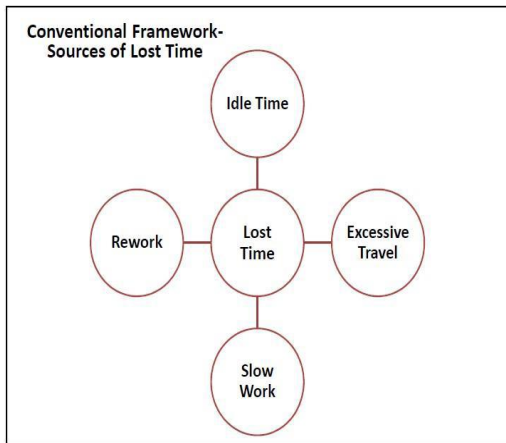 Conventional Framework-
Sources of Lost Time
Idle Time
Rework
Lost
Time
Excessive
Travel
Slow
Work